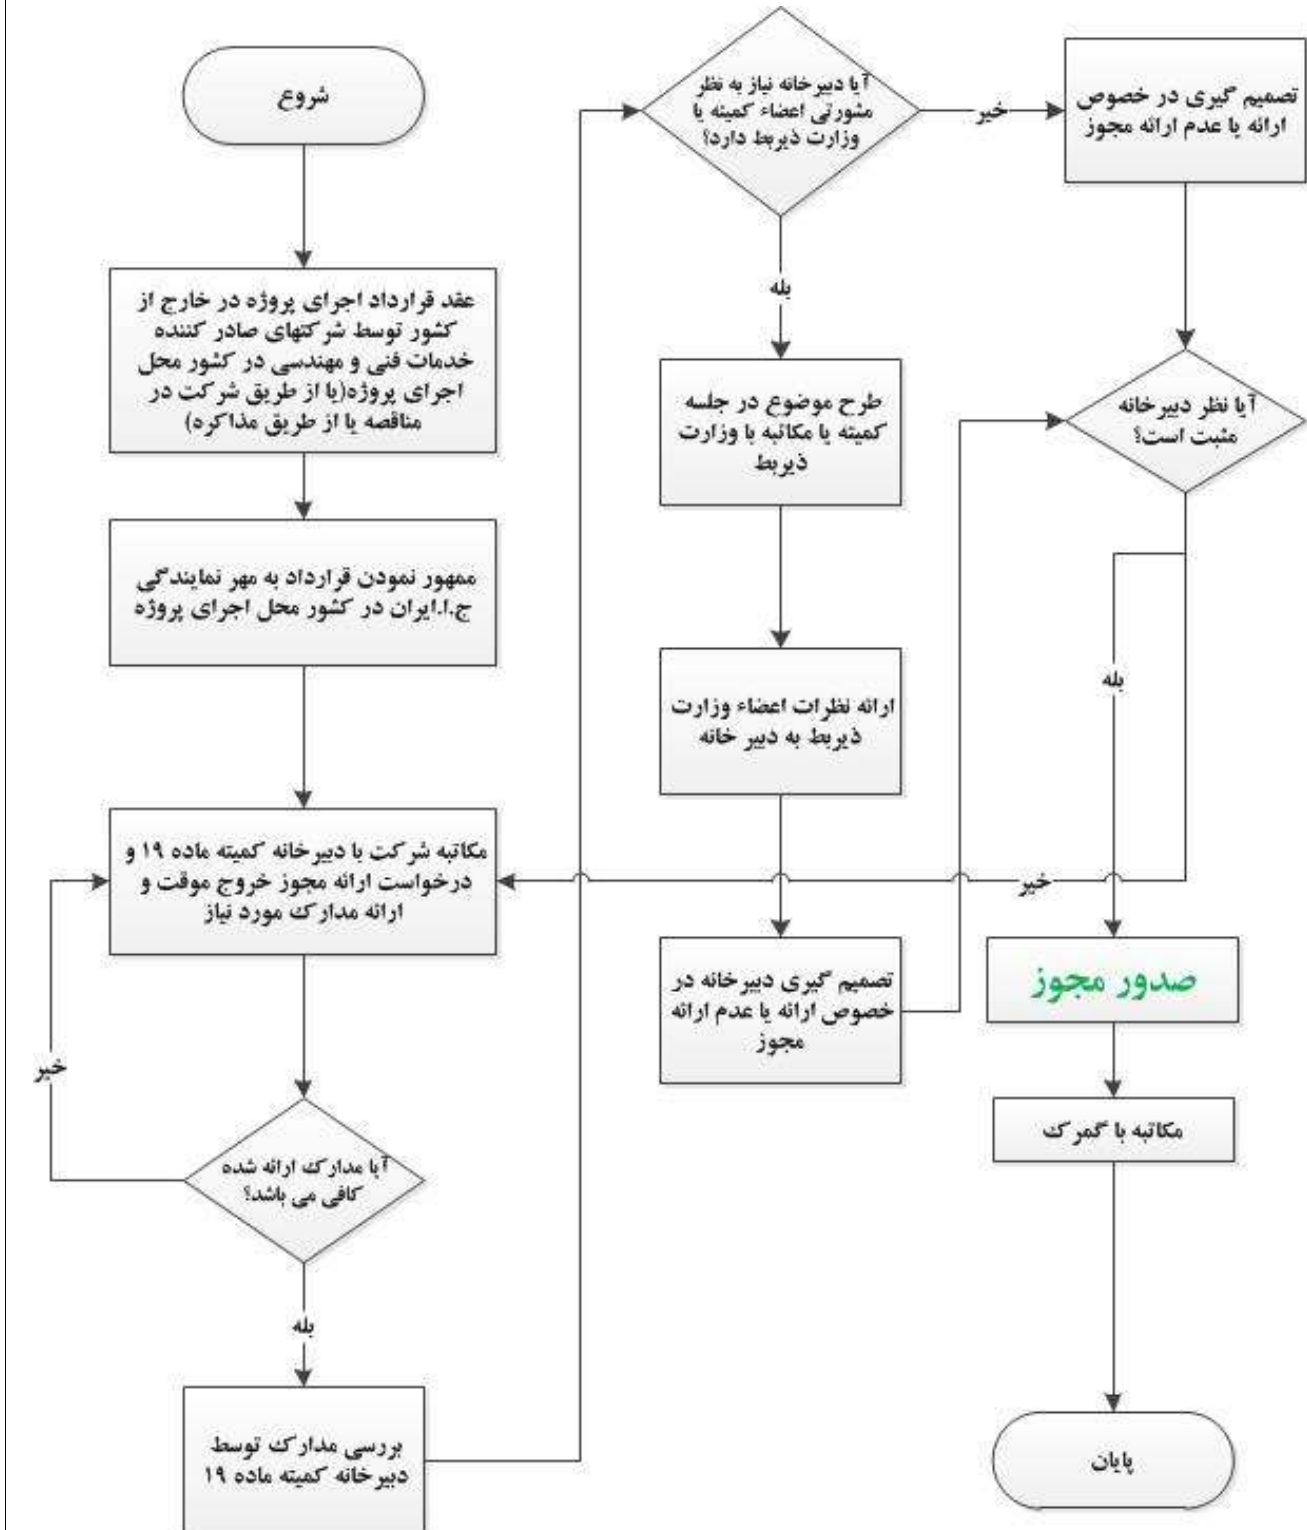 شروع
عقد قرارداد اجرای پروژه در خارج از
کشور توسط شرکتهای صادر کننده
خدمات فنی و مهندسی در کشور محل
اجرای پروژه(یا از طریق شرکت در
مناقصه یا از طریق مذاکره)
ممهور نمودن قرارداد به مهر نمایندگی
ج.ا.ایران در کشور محل اجرای پروژه
مکاتبه شرکت با دبیرخانه کمیته ماده ۱۹ و
درخواست ارائه مجوز خروج موقت و
ارائه مدارک مورد نیاز
خیر
آیا مدارک ارائه شده
کافی می باشد؟
بله
بررسی مدارک توسط
دبیرخانه کمیته ماده ۱۹
آیا دبیرخانه نیاز به نظر
مشورتی اعضاء کمیته یا
وزارت ذیربط دارد؟
خیر
بله
طرح موضوع در جلسه
کمیته یا مکاتبه با وزارت
ذیربط
ارائه نظرات اعضاء وزارت
ذیربط به دبیر خانه
تصمیم گیری دبیرخانه در
خصوص ارائه یا عدم ارائه
مجوز
تصمیم گیری در خصوص
ارائه یا عدم ارائه مجوز
آیا نظر دبیرخانه
مثبت است؟
بله
خیر
صدور مجوز
مکاتبه با گمرک
پایان